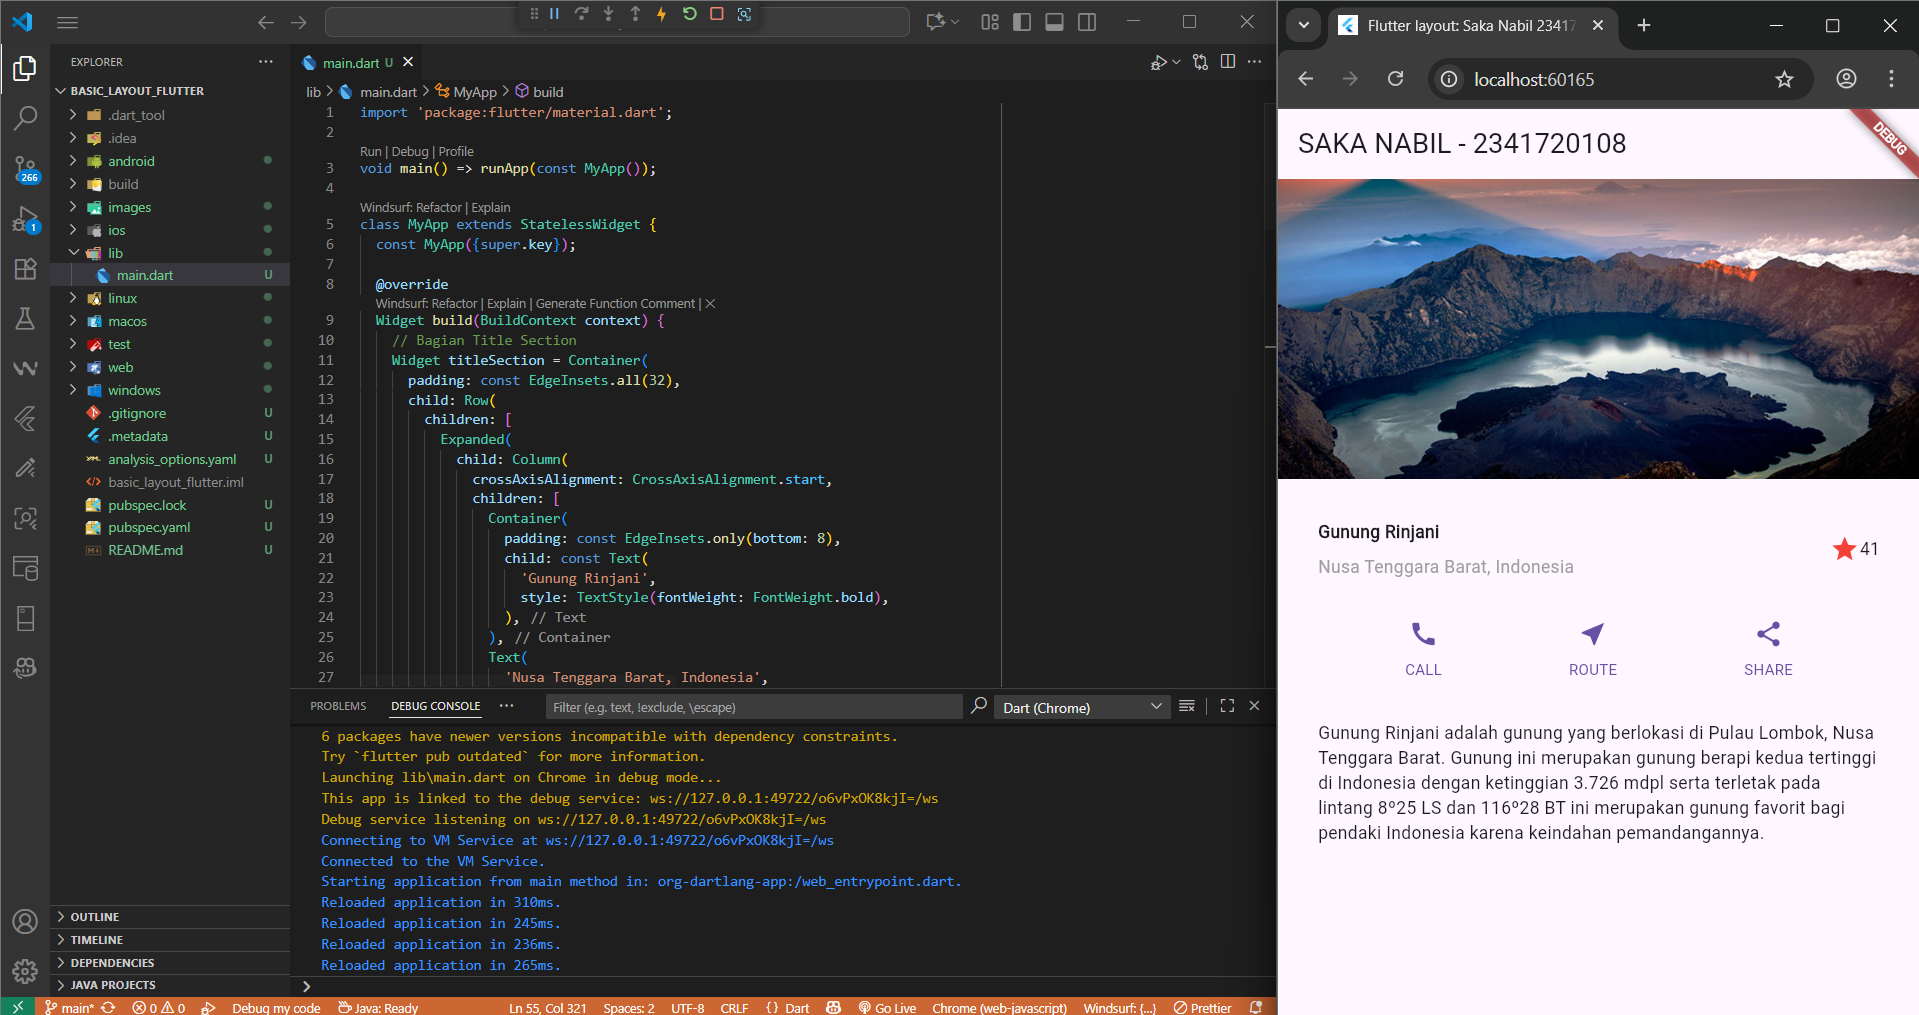 main.dart U
EXPLORER
BASIC_LAYOUT_FLUTTER
.dart_tool
.idea
android
build
images
ios
lib
main.dart U
linux
macos
test
web
windows
.gitignore U
.metadata U
analysis_options.yaml U
basic_layout_flutter.iml
pubspec.lock U
pubspec.yaml U
README.md U
OUTLINE
TIMELINE
DEPENDENCIES
JAVA PROJECTS
266
1
lib > main.dart > MyApp > build
1 import 'package:flutter/material.dart';
2
Run | Debug | Profile
3 void main() => runApp(const MyApp());
4
Windsurf: Refactor | Explain
5 class MyApp extends StatelessWidget {
6 const MyApp({super.key});
7
8 @override
Windsurf: Refactor | Explain | Generate Function Comment | ×
9 Widget build(BuildContext context) {
10 // Bagian Title Section
11 Widget titleSection = Container(
12 padding: const EdgeInsets.all(32),
13 child: Row(
14 children: [
15 Expanded(
16 child: Column(
17 crossAxisAlignment: CrossAxisAlignment.start,
18 children: [
19 Container(
20 padding: const EdgeInsets.only(bottom: 8),
21 child: const Text(
22 'Gunung Rinjani',
23 style: TextStyle(fontWeight: FontWeight.bold),
24 ), // Text
25 ), // Container
26 Text(
27 'Nusa Tenggara Barat, Indonesia',
PROBLEMS DEBUG CONSOLE ··· Filter (e.g. text, !exclude, \escape) Dart (Chrome)
6 packages have newer versions incompatible with dependency constraints.
Try `flutter pub outdated` for more information.
Launching lib\main.dart on Chrome in debug mode...
This app is linked to the debug service: ws://127.0.0.1:49722/o6vPxOK8kjI=/ws
Debug service listening on ws://127.0.0.1:49722/o6vPxOK8kjI=/ws
Connecting to VM Service at ws://127.0.0.1:49722/o6vPxOK8kjI=/ws
Connected to the VM Service.
Starting application from main method in: org-dartlang-app:/web_entrypoint.dart.
Reloaded application in 310ms.
Reloaded application in 245ms.
Reloaded application in 236ms.
Reloaded application in 265ms.
main* 0 0 Debug my code Java: Ready Ln 55, Col 321 Spaces: 2 UTF-8 CRLF {} Dart Go Live Chrome (web-javascript) Windsurf: {...} Prettier
Flutter layout: Saka Nabil 23417
localhost:60165
SAKA NABIL - 2341720108
DEBUG
Gunung Rinjani
Nusa Tenggara Barat, Indonesia
41
CALL ROUTE SHARE
Gunung Rinjani adalah gunung yang berlokasi di Pulau Lombok, Nusa
Tenggara Barat. Gunung ini merupakan gunung berapi kedua tertinggi
di Indonesia dengan ketinggian 3.726 mdpl serta terletak pada
lintang 8º25 LS dan 116º28 BT ini merupakan gunung favorit bagi
pendaki Indonesia karena keindahan pemandangannya.